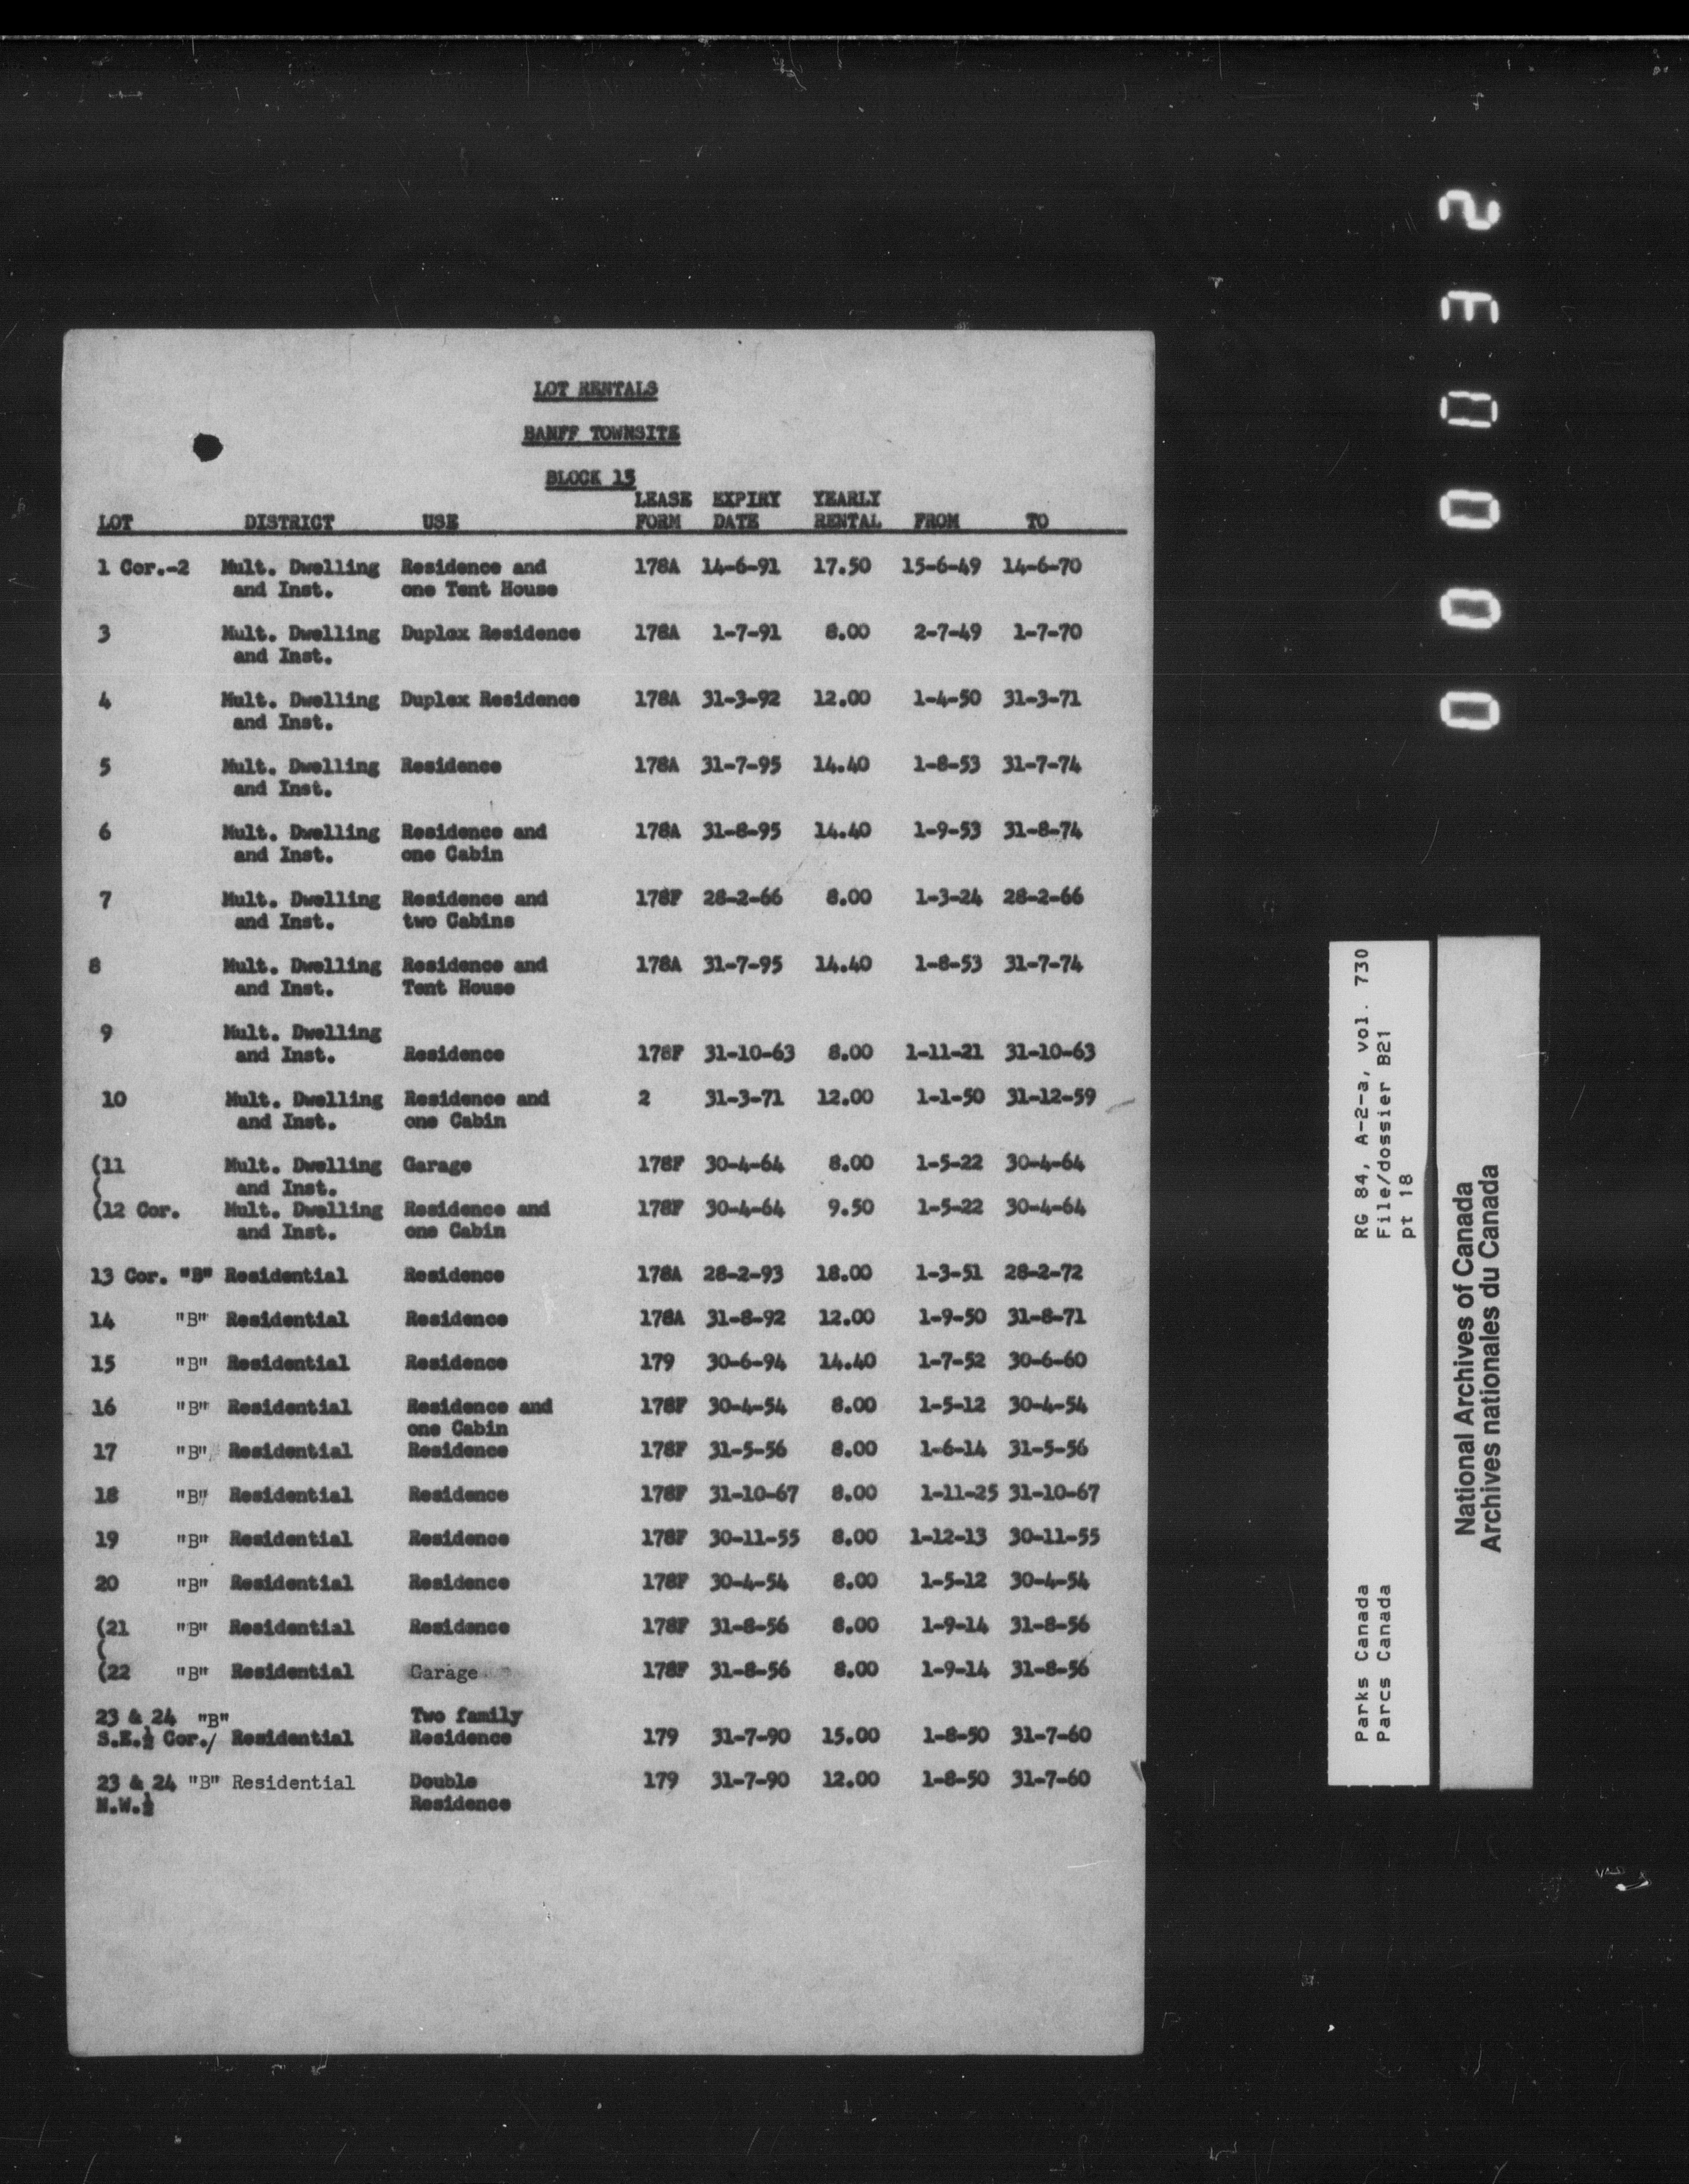 LOT RENTALS
BANFF TOWNSITE
BLOCK 15
LEASE EXPIRY YEARLY
LOT DISTRICT USE FORM DATE RENTAL FROM TO
1 Cor.-2 Mult. Dwelling Residence and 178A 14-6-91 17.50 15-6-49 14-6-70
and Inst. one Tent House
3 Mult. Dwelling Duplex Residence 178A 1-7-91 8.00 2-7-49 1-7-70
and Inst.
4 Mult. Dwelling Duplex Residence 178A 31-3-92 12.00 1-4-50 31-3-71
and Inst.
5 Mult. Dwelling Residence 178A 31-7-95 14.40 1-8-53 31-7-74
and Inst.
6 Mult. Dwelling Residence and 178A 31-8-95 14.40 1-9-53 31-8-74
and Inst. one Cabin
7 Mult. Dwelling Residence and 178F 28-2-66 8.00 1-3-24 28-2-66
and Inst. two Cabins
8 Mult. Dwelling Residence and 178A 31-7-95 14.40 1-8-53 31-7-74
and Inst. Tent House
9 Mult. Dwelling
and Inst. Residence 178F 31-10-63 8.00 1-11-21 31-10-63
10 Mult. Dwelling Residence and 2 31-3-71 12.00 1-1-50 31-12-59
and Inst. one Cabin
(11 Mult. Dwelling Garage 178F 30-4-64 8.00 1-5-22 30-4-64
( and Inst.
(12 Cor. Mult. Dwelling Residence and 178F 30-4-64 9.50 1-5-22 30-4-64
and Inst. one Cabin
13 Cor. "B" Residential Residence 178A 28-2-93 18.00 1-3-51 28-2-72
14 "B" Residential Residence 178A 31-8-92 12.00 1-9-50 31-8-71
15 "B" Residential Residence 179 30-6-94 14.40 1-7-52 30-6-60
16 "B" Residential Residence and 178F 30-4-54 8.00 1-5-12 30-4-54
one Cabin
17 "B" Residential Residence 178F 31-5-56 8.00 1-6-14 31-5-56
18 "B" Residential Residence 178F 31-10-67 8.00 1-11-25 31-10-67
19 "B" Residential Residence 178F 30-11-55 8.00 1-12-13 30-11-55
20 "B" Residential Residence 178F 30-4-54 8.00 1-5-12 30-4-54
(21 "B" Residential Residence 178F 31-8-56 8.00 1-9-14 31-8-56
(
(22 "B" Residential Garage 178F 31-8-56 8.00 1-9-14 31-8-56
23 & 24 "B" Two family
S.E.½ Cor./ Residential Residence 179 31-7-90 15.00 1-8-50 31-7-60
23 & 24 "B" Residential Double 179 31-7-90 12.00 1-8-50 31-7-60
N.W.½ Residence
000032
Parks Canada RG 84, A-2-a, vol. 730
Parcs Canada File/dossier B21
pt 18
National Archives of Canada
Archives nationales du Canada